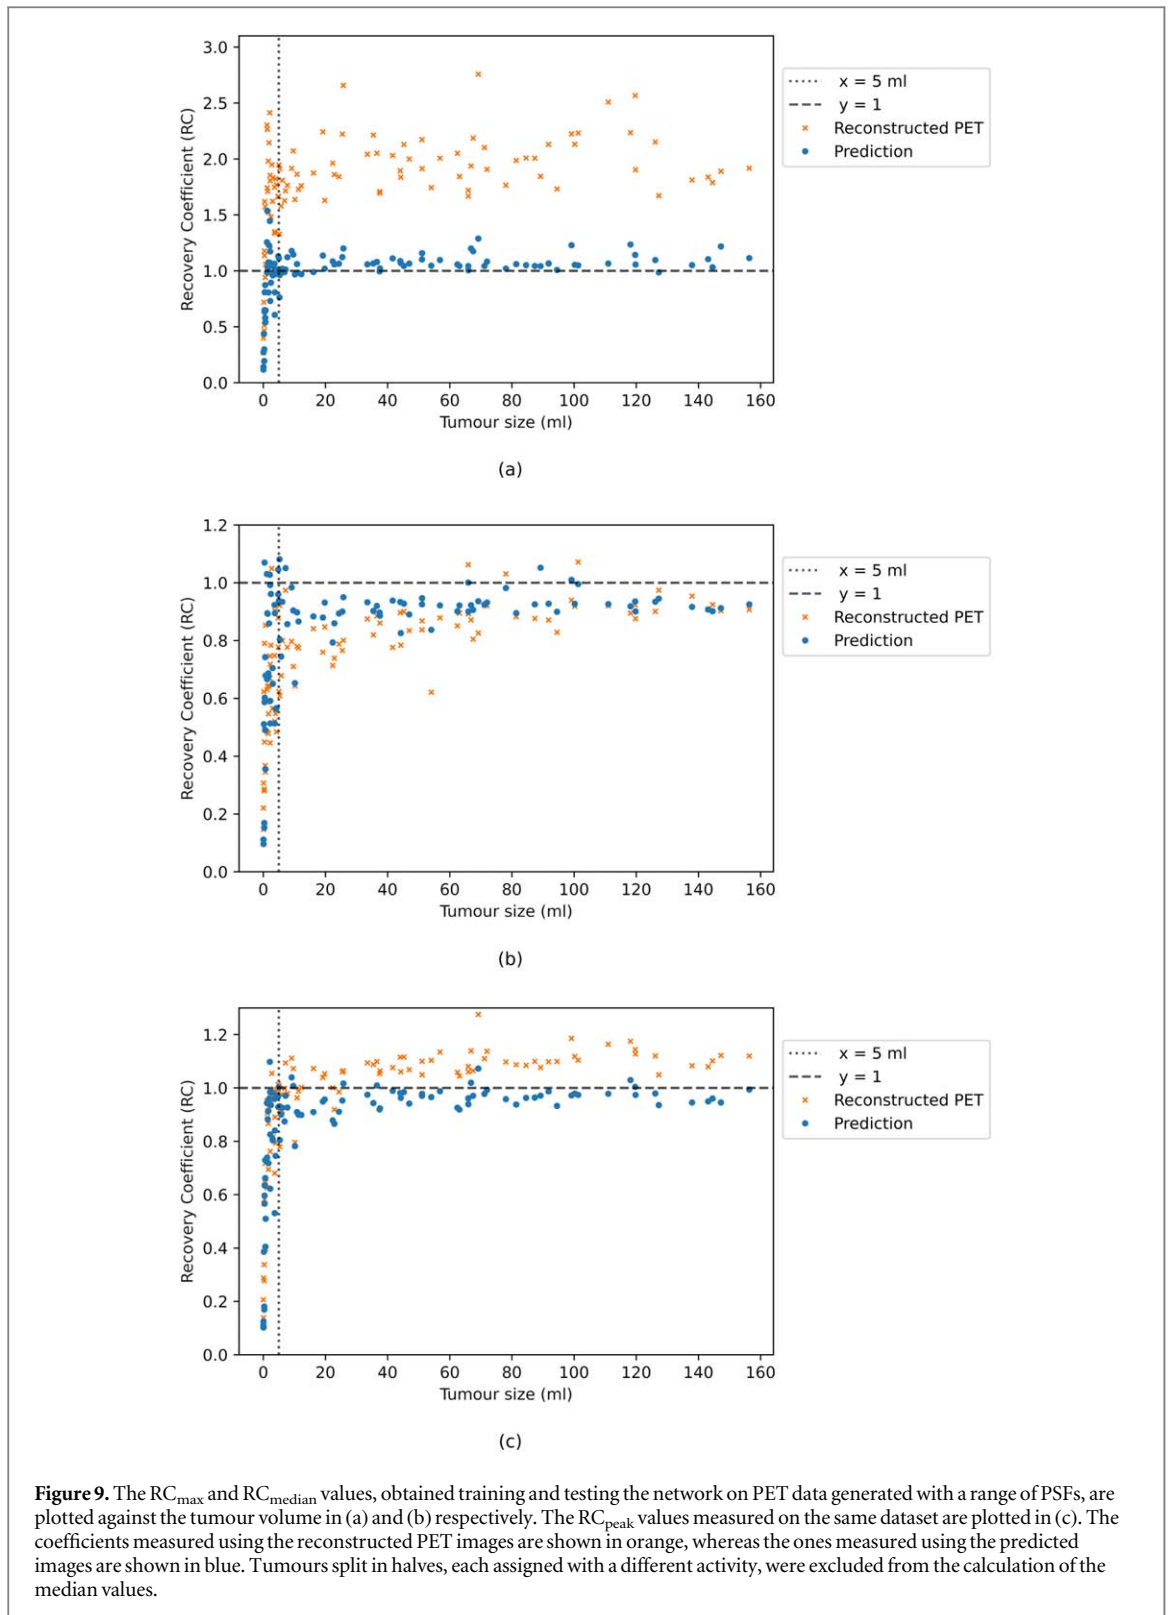 3.0
2.5
2.0
1.5
1.0
0.5
0.0
Recovery Coefficient (RC)
0 20 40 60 80 100 120 140 160
Tumour size (ml)
x = 5 ml
y = 1
Reconstructed PET
Prediction
(a)
1.2
1.0
0.8
0.6
0.4
0.2
0.0
Recovery Coefficient (RC)
0 20 40 60 80 100 120 140 160
Tumour size (ml)
x = 5 ml
y = 1
Reconstructed PET
Prediction
(b)
1.2
1.0
0.8
0.6
0.4
0.2
0.0
Recovery Coefficient (RC)
0 20 40 60 80 100 120 140 160
Tumour size (ml)
x = 5 ml
y = 1
Reconstructed PET
Prediction
(c)
Figure 9. The RCmax and RCmedian values, obtained training and testing the network on PET data generated with a range of PSFs, are
plotted against the tumour volume in (a) and (b) respectively. The RCpeak values measured on the same dataset are plotted in (c). The
coefficients measured using the reconstructed PET images are shown in orange, whereas the ones measured using the predicted
images are shown in blue. Tumours split in halves, each assigned with a different activity, were excluded from the calculation of the
median values.